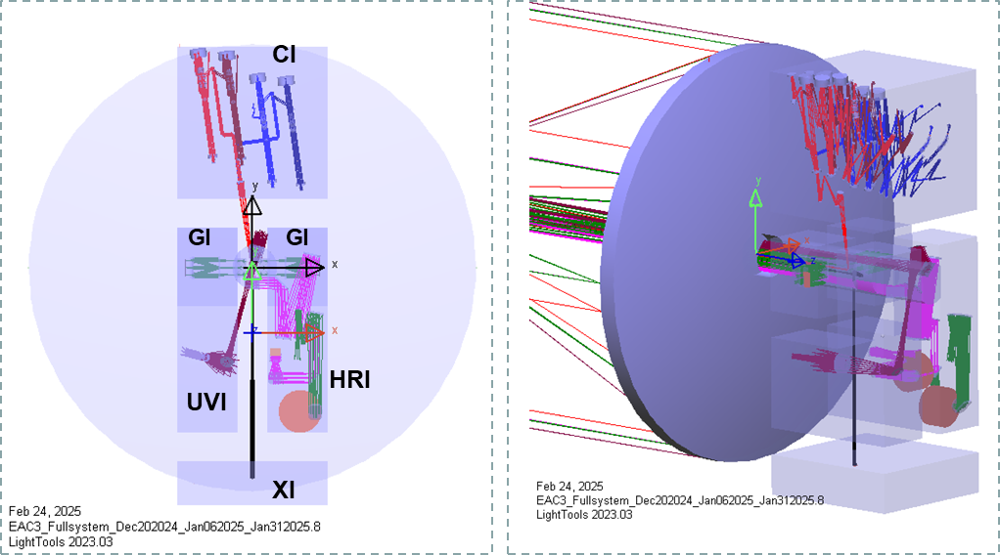 CI
y
GI
GI
x
z
x
HRI
UVI
XI
Feb 24, 2025
EAC3_Fullsystem_Dec202024_Jan062025_Jan312025.8
LightTools 2023.03
y
x
z
Feb 24, 2025
EAC3_Fullsystem_Dec202024_Jan062025_Jan312025.8
LightTools 2023.03